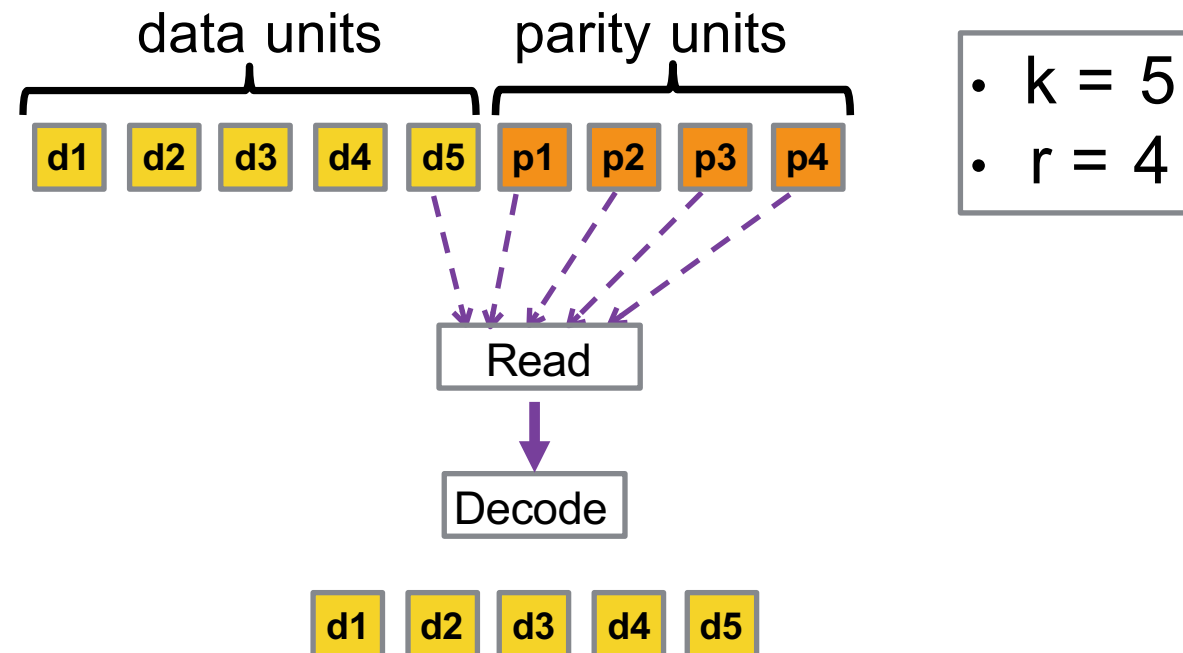 data units
parity units
d1 d2 d3 d4 d5 p1 p2 p3 p4
• k = 5
• r = 4
Read
Decode
d1 d2 d3 d4 d5